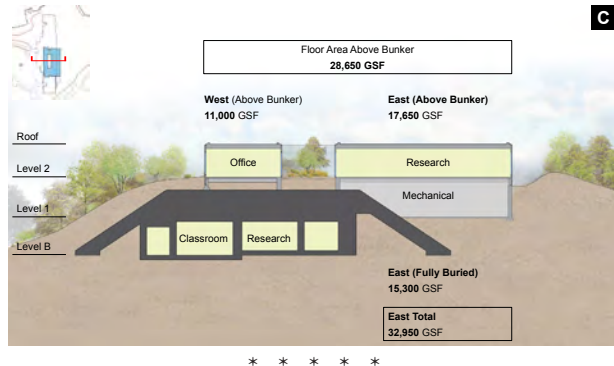 C
Floor Area Above Bunker
28,650 GSF
West (Above Bunker)
11,000 GSF
East (Above Bunker)
17,650 GSF
Roof
Level 2
Level 1
Level B
Office
Research
Mechanical
Classroom
Research
East (Fully Buried)
15,300 GSF
East Total
32,950 GSF
* * * * *